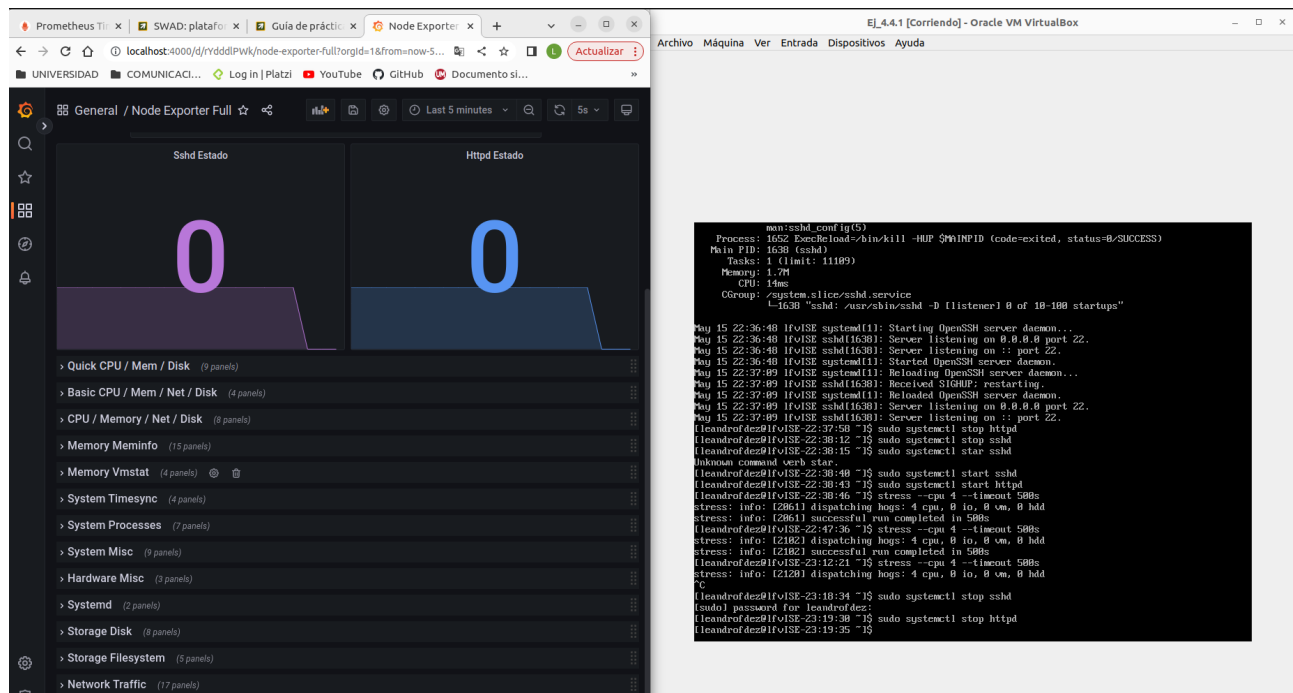 Prometheus Ti
SWAD: platafor
Guía de práctic
Node Exporter
localhost:4000/d/rYdddlPWk/node-exporter-full?orgId=1&from=now-5...
Actualizar
UNIVERSIDAD
COMUNICACI...
Log in | Platzi
YouTube
GitHub
Documento si...
»
General / Node Exporter Full
Last 5 minutes
5s
Sshd Estado
0
Httpd Estado
0
Quick CPU / Mem / Disk (9 panels)
Basic CPU / Mem / Net / Disk (4 panels)
CPU / Memory / Net / Disk (8 panels)
Memory Meminfo (15 panels)
Memory Vmstat (4 panels)
System Timesync (4 panels)
System Processes (7 panels)
System Misc (9 panels)
Hardware Misc (3 panels)
Systemd (2 panels)
Storage Disk (8 panels)
Storage Filesystem (5 panels)
Network Traffic (17 panels)
Ej_4.4.1 [Corriendo] - Oracle VM VirtualBox
Archivo Máquina Ver Entrada Dispositivos Ayuda
man:sshd_config(5)
Process: 1652 ExecReload=/bin/kill -HUP $MAINPID (code=exited, status=0/SUCCESS)
Main PID: 1638 (sshd)
Tasks: 1 (limit: 11109)
Memory: 1.7M
CPU: 14ms
CGroup: /system.slice/sshd.service
└─1638 "sshd: /usr/sbin/sshd -D [listener] 0 of 10-100 startups"
May 15 22:36:48 lfvISE systemd[1]: Starting OpenSSH server daemon...
May 15 22:36:48 lfvISE sshd[1638]: Server listening on 0.0.0.0 port 22.
May 15 22:36:48 lfvISE sshd[1638]: Server listening on :: port 22.
May 15 22:36:48 lfvISE systemd[1]: Started OpenSSH server daemon.
May 15 22:37:09 lfvISE systemd[1]: Reloading OpenSSH server daemon...
May 15 22:37:09 lfvISE sshd[1638]: Received SIGHUP; restarting.
May 15 22:37:09 lfvISE systemd[1]: Reloaded OpenSSH server daemon.
May 15 22:37:09 lfvISE sshd[1638]: Server listening on 0.0.0.0 port 22.
May 15 22:37:09 lfvISE sshd[1638]: Server listening on :: port 22.
[leandrofdez@lfvISE-22:37:58 ~]$ sudo systemctl stop httpd
[leandrofdez@lfvISE-22:38:12 ~]$ sudo systemctl stop sshd
[leandrofdez@lfvISE-22:38:15 ~]$ sudo systemctl star sshd
Unknown command verb star.
[leandrofdez@lfvISE-22:38:40 ~]$ sudo systemctl start sshd
[leandrofdez@lfvISE-22:38:43 ~]$ sudo systemctl start httpd
[leandrofdez@lfvISE-22:38:46 ~]$ stress --cpu 4 --timeout 500s
stress: info: [2061] dispatching hogs: 4 cpu, 0 io, 0 vm, 0 hdd
stress: info: [2061] successful run completed in 500s
[leandrofdez@lfvISE-22:47:36 ~]$ stress --cpu 4 --timeout 500s
stress: info: [2102] dispatching hogs: 4 cpu, 0 io, 0 vm, 0 hdd
stress: info: [2102] successful run completed in 500s
[leandrofdez@lfvISE-23:12:21 ~]$ stress --cpu 4 --timeout 500s
stress: info: [2120] dispatching hogs: 4 cpu, 0 io, 0 vm, 0 hdd
^C
[leandrofdez@lfvISE-23:18:34 ~]$ sudo systemctl stop sshd
[sudo] password for leandrofdez:
[leandrofdez@lfvISE-23:19:30 ~]$ sudo systemctl stop httpd
[leandrofdez@lfvISE-23:19:35 ~]$